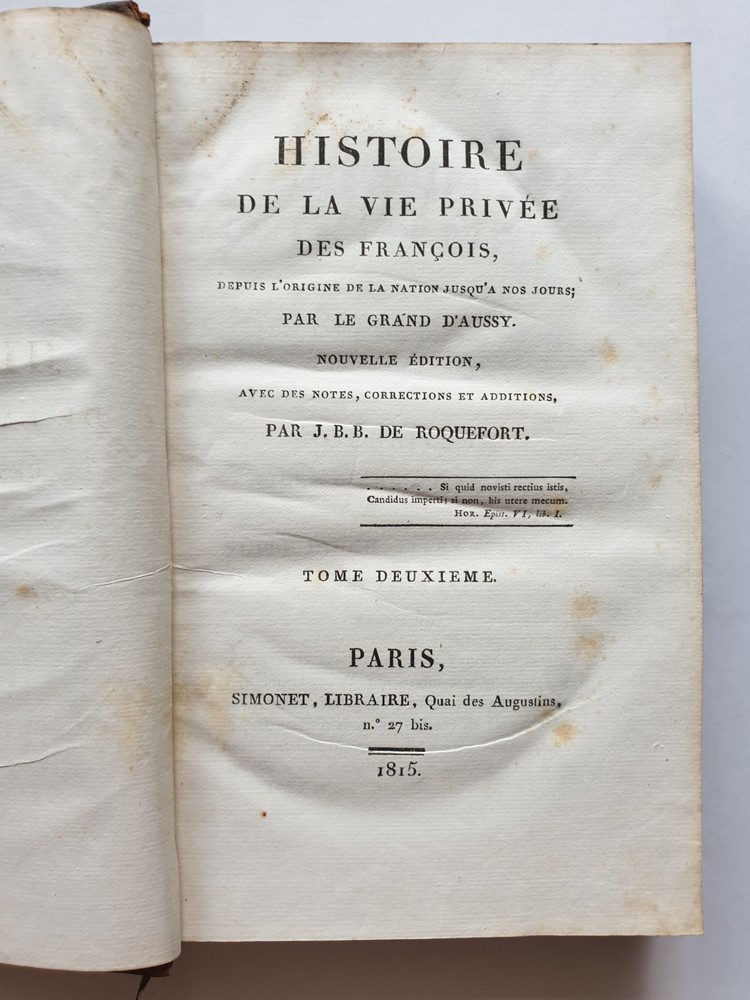 HISTOIRE
DE LA VIE PRIVÉE
DES FRANÇOIS,
DEPUIS L'ORIGINE DE LA NATION JUSQU'A NOS JOURS;
PAR LE GRAND D'AUSSY.
NOUVELLE ÉDITION,
AVEC DES NOTES, CORRECTIONS ET ADDITIONS,
PAR J. B. B. DE ROQUEFORT.
. . . . . . Si quid novisti rectius istis,
Candidus imperti; si non, his utere mecum.
HOR. Epist. VI, lib. I.
TOME DEUXIEME.
PARIS,
SIMONET, LIBRAIRE, Quai des Augustins,
n.° 27 bis.
1815.